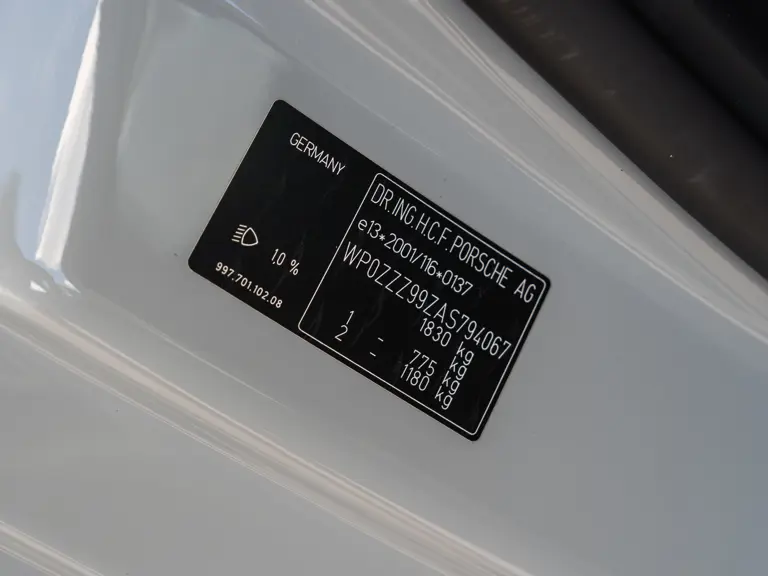 GERMANY
DR.ING.H.C.F.PORSCHE AG
e13*2001/116*0137
WP0ZZZ99ZAS794067
1830 kg
kg
1 - 775 kg
2 - 1180 kg
1.0 %
997.701.102.08